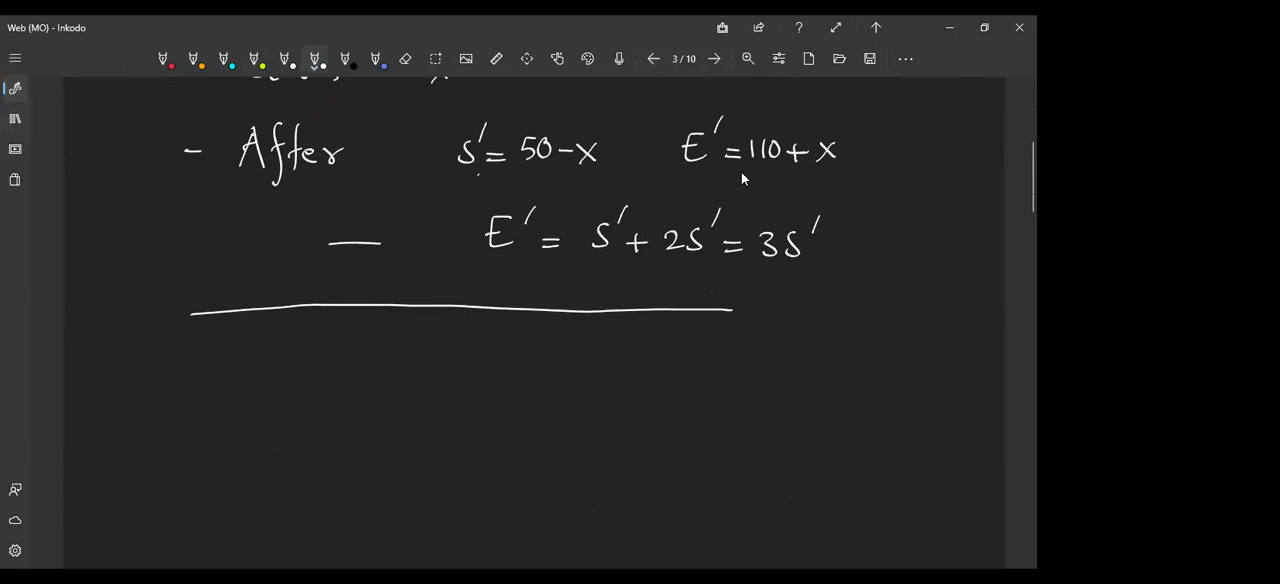 Web (MO) - Inkodo
3 / 10
- After S' = 50 - x E' = 110 + x
— E' = S' + 2S' = 3S'